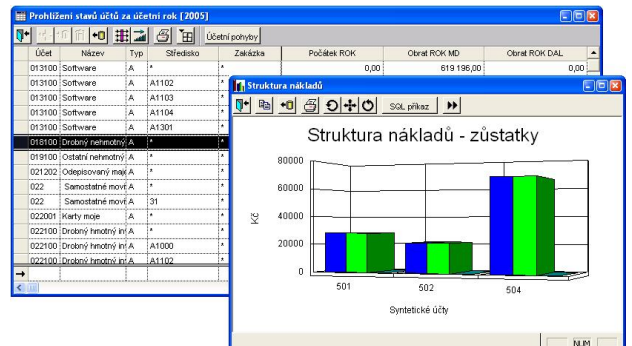 Prohlížení stavů účtů za účetní rok [2005]
Účetní pohyby
Účet Název Typ Středisko Zakázka Počátek ROK Obrat ROK MD Obrat ROK DAL
013100 Software A * * 0,00 619 196,00 0,00
013100 Software A A1102 *
013100 Software A A1103 *
013100 Software A A1104 *
013100 Software A A1301 *
018100 Drobný nehmotný A * *
019100 Ostatní nehmotný A * *
021202 Odepisovaný maje A * *
022 Samostatné movi A * *
022 Samostatné movi A 31 *
022001 Karty moje A * *
022100 Drobný hmotný in A * *
022100 Drobný hmotný in A A1000 *
022100 Drobný hmotný in A A1102 *
Struktura nákladů
SQL příkaz
Struktura nákladů - zůstatky
80000
60000
40000
20000
0
Kč
501 502 504
Syntetické účty
NUM